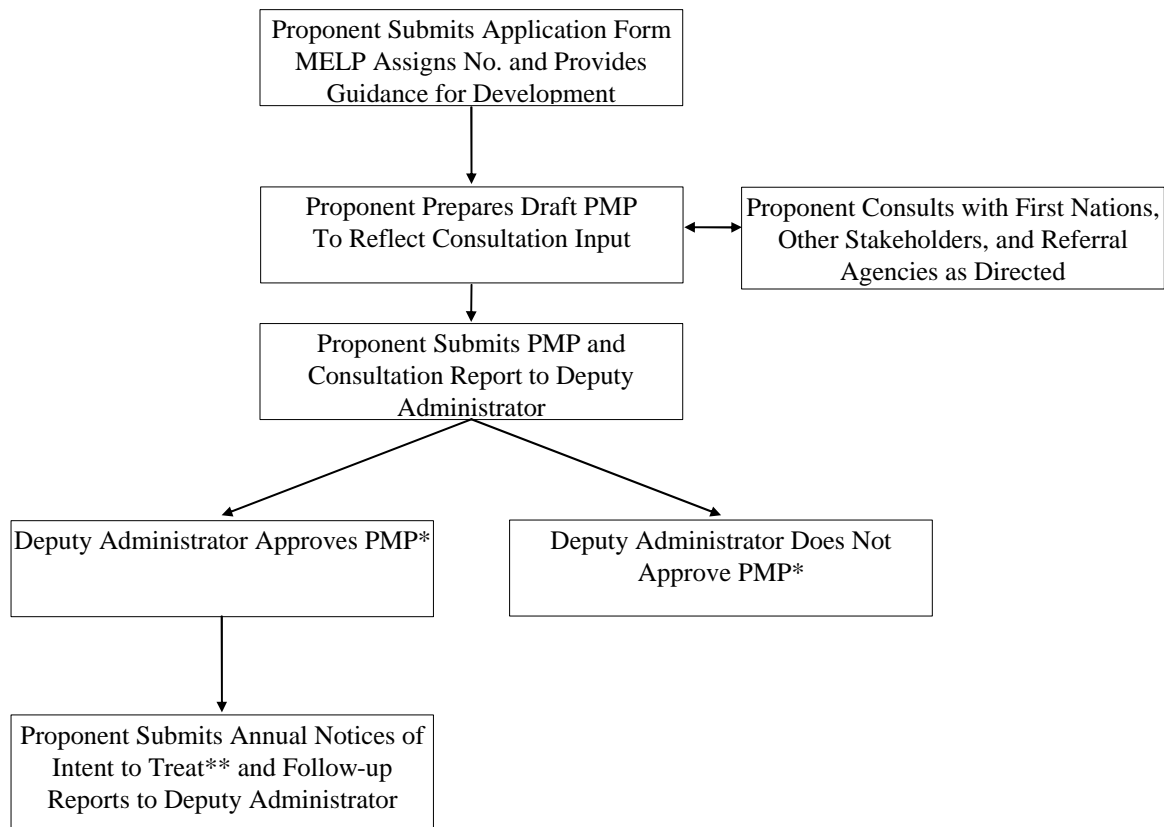 Proponent Submits Application Form
MELP Assigns No. and Provides
Guidance for Development
Proponent Prepares Draft PMP
To Reflect Consultation Input
Proponent Consults with First Nations,
Other Stakeholders, and Referral
Agencies as Directed
Proponent Submits PMP and
Consultation Report to Deputy
Administrator
Deputy Administrator Approves PMP*
Deputy Administrator Does Not
Approve PMP*
Proponent Submits Annual Notices of
Intent to Treat** and Follow-up
Reports to Deputy Administrator